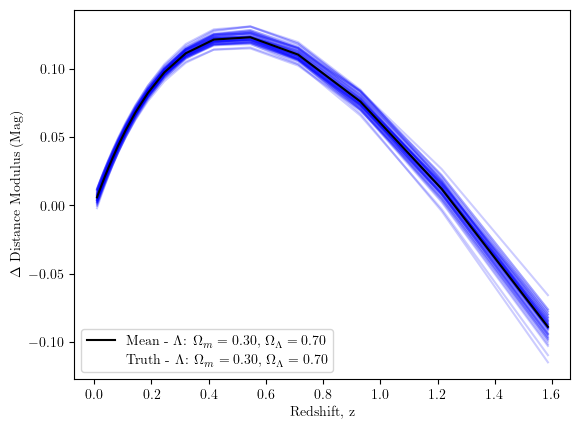 0.10
0.05
0.00
−0.05
−0.10
Δ Distance Modulus (Mag)
Mean - Λ: Ωₘ = 0.30, Ω_Λ = 0.70
Truth - Λ: Ωₘ = 0.30, Ω_Λ = 0.70
0.0 0.2 0.4 0.6 0.8 1.0 1.2 1.4 1.6
Redshift, z